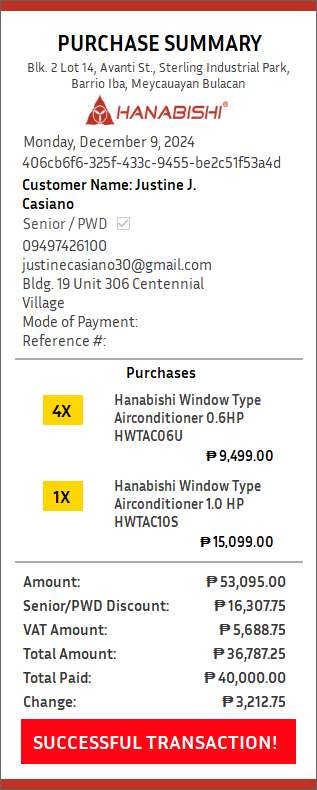 PURCHASE SUMMARY
Blk. 2 Lot 14, Avanti St., Sterling Industrial Park,
Barrio Iba, Meycauayan Bulacan
HANABISHI®
Monday, December 9, 2024
406cb6f6-325f-433c-9455-be2c51f53a4d
Customer Name: Justine J.
Casiano
Senior / PWD
09497426100
justinecasiano30@gmail.com
Bldg. 19 Unit 306 Centennial
Village
Mode of Payment:
Reference #:
Purchases
4X
Hanabishi Window Type
Airconditioner 0.6HP
HWTAC06U
₱ 9,499.00
1X
Hanabishi Window Type
Airconditioner 1.0 HP
HWTAC10S
₱ 15,099.00
Amount: ₱ 53,095.00
Senior/PWD Discount: ₱ 16,307.75
VAT Amount: ₱ 5,688.75
Total Amount: ₱ 36,787.25
Total Paid: ₱ 40,000.00
Change: ₱ 3,212.75
SUCCESSFUL TRANSACTION!